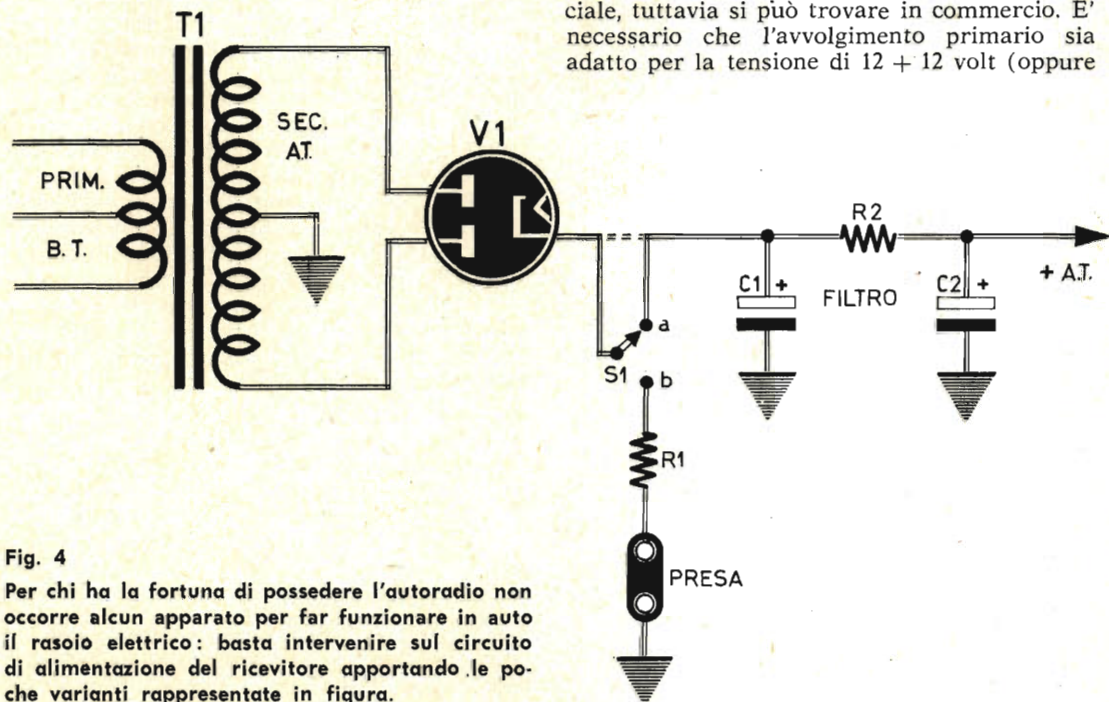 ciale, tuttavia si può trovare in commercio. E'
necessario che l'avvolgimento primario sia
adatto per la tensione di 12 + 12 volt (oppure
T1
SEC.
A.T.
PRIM.
B. T.
V1
R2
+ A.T.
C1 +
FILTRO
C2 +
a
S1
b
R1
PRESA
Fig. 4
Per chi ha la fortuna di possedere l'autoradio non
occorre alcun apparato per far funzionare in auto
il rasoio elettrico: basta intervenire sul circuito
di alimentazione del ricevitore apportando le po-
che varianti rappresentate in figura.